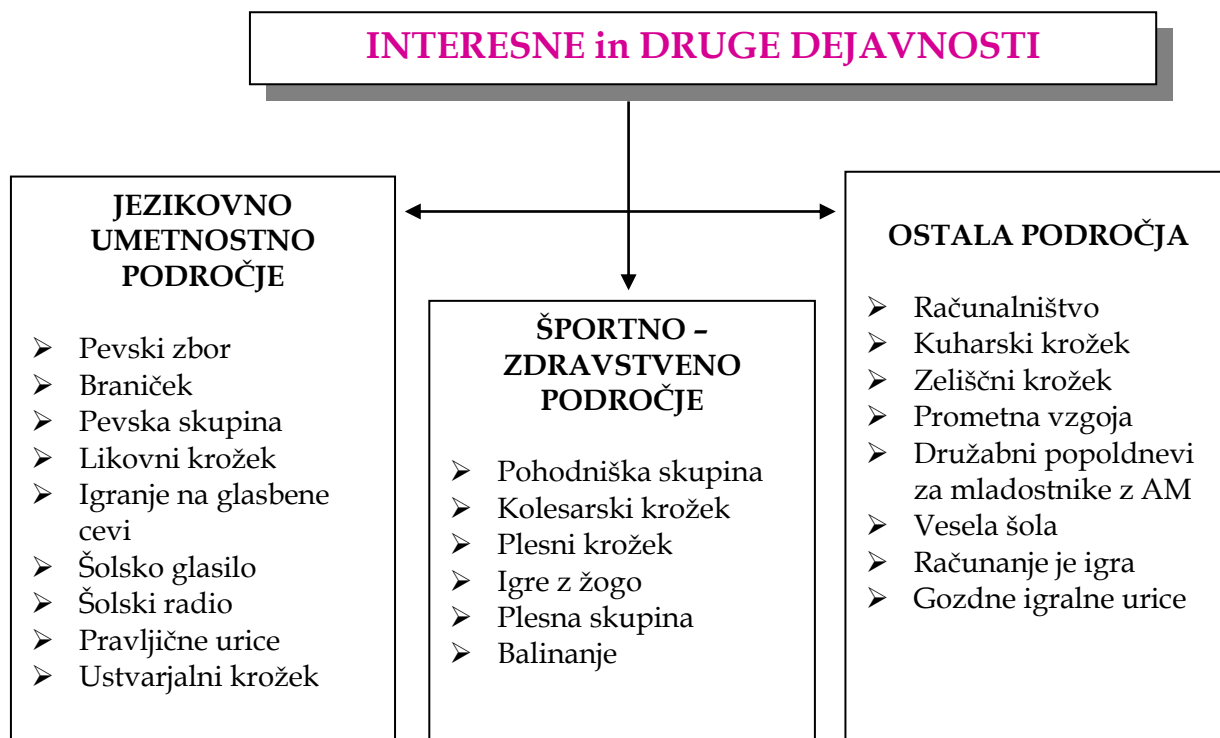 INTERESNE in DRUGE DEJAVNOSTI
JEZIKOVNO
UMETNOSTNO
PODROČJE
➢ Pevski zbor
➢ Braniček
➢ Pevska skupina
➢ Likovni krožek
➢ Igranje na glasbene
cevi
➢ Šolsko glasilo
➢ Šolski radio
➢ Pravljične urice
➢ Ustvarjalni krožek
ŠPORTNO –
ZDRAVSTVENO
PODROČJE
➢ Pohodniška skupina
➢ Kolesarski krožek
➢ Plesni krožek
➢ Igre z žogo
➢ Plesna skupina
➢ Balinanje
OSTALA PODROČJA
➢ Računalništvo
➢ Kuharski krožek
➢ Zeliščni krožek
➢ Prometna vzgoja
➢ Družabni popoldnevi
za mladostnike z AM
➢ Vesela šola
➢ Računanje je igra
➢ Gozdne igralne urice